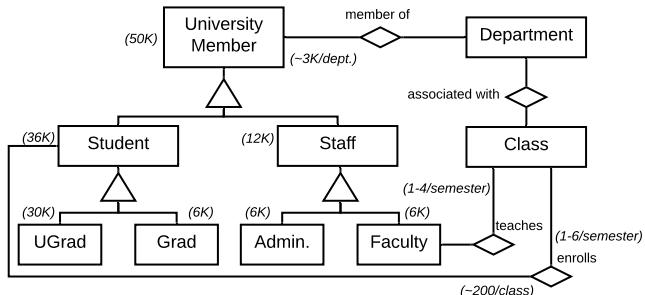 member of
University
Member
Department
(50K)
(~3K/dept.)
associated with
(36K)
Student
(12K)
Staff
Class
(1-4/semester)
(30K)
(6K)
(6K)
(6K)
teaches
UGrad
Grad
Admin.
Faculty
(1-6/semester)
enrolls
(~200/class)